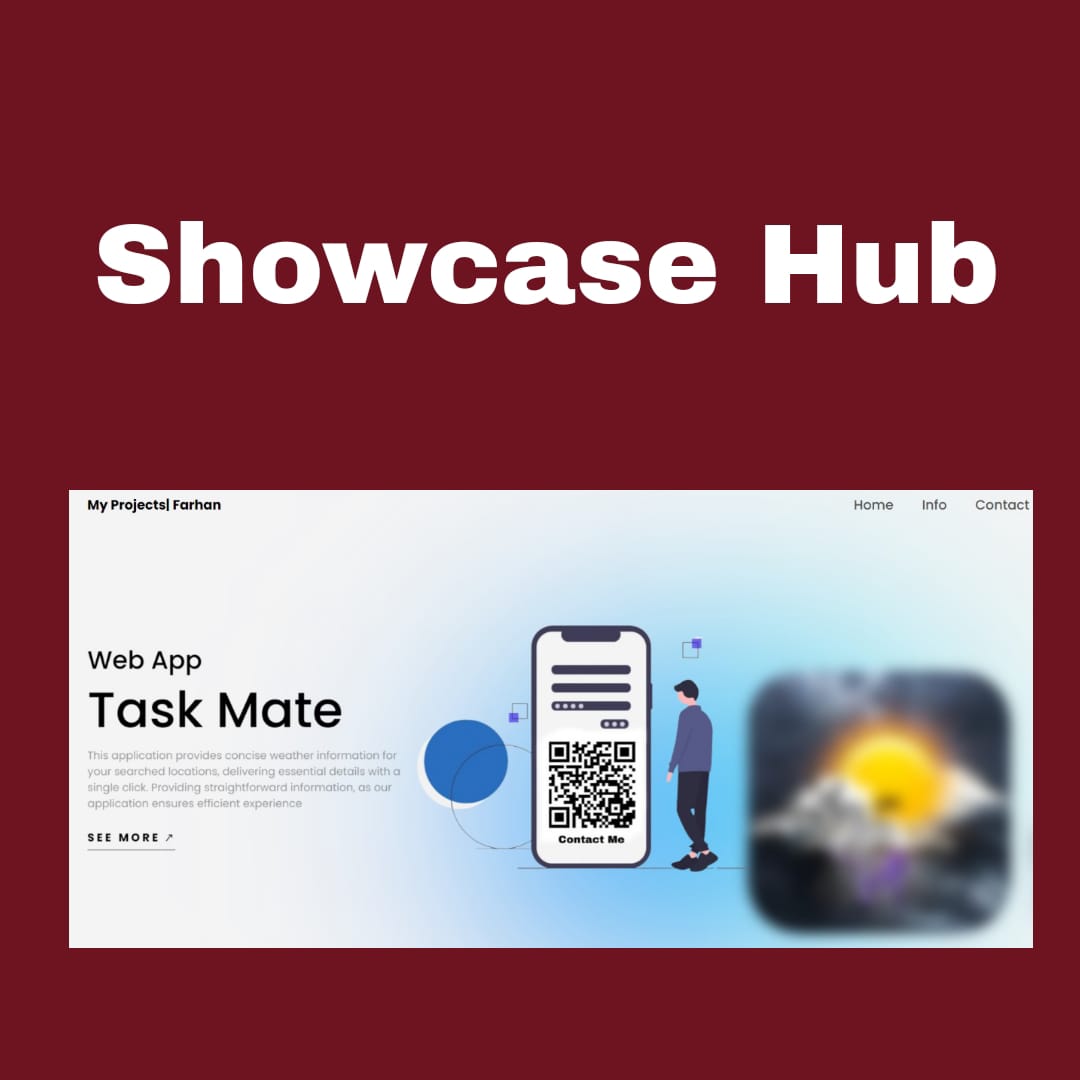 Showcase Hub
My Projects| Farhan
Home Info Contact
Web App
Task Mate
This application provides concise weather information for
your searched locations, delivering essential details with a
single click. Providing straightforward information, as our
application ensures efficient experience
SEE MORE ↗
Contact Me